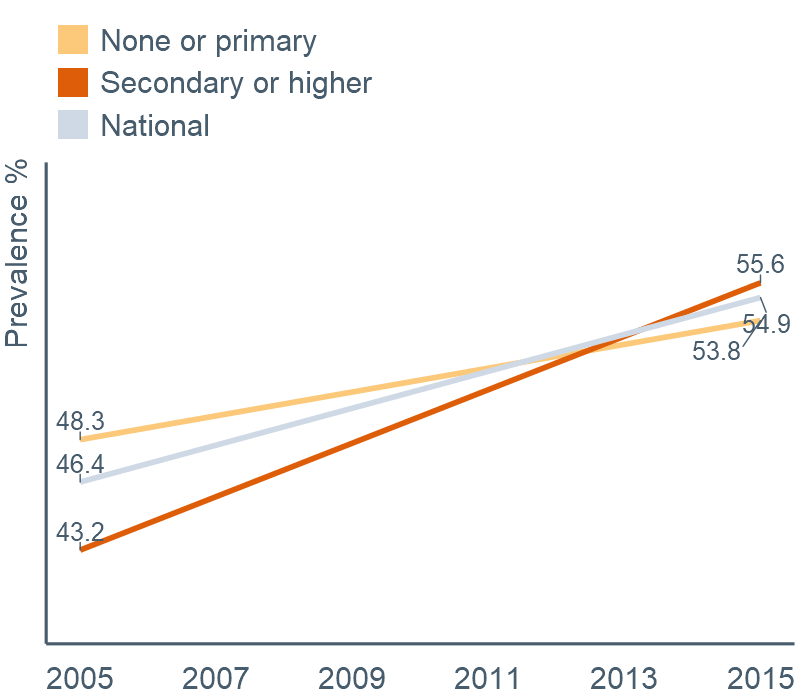 None or primary
Secondary or higher
National
Prevalence %
55.6
54.9
53.8
48.3
46.4
43.2
2005 2007 2009 2011 2013 2015